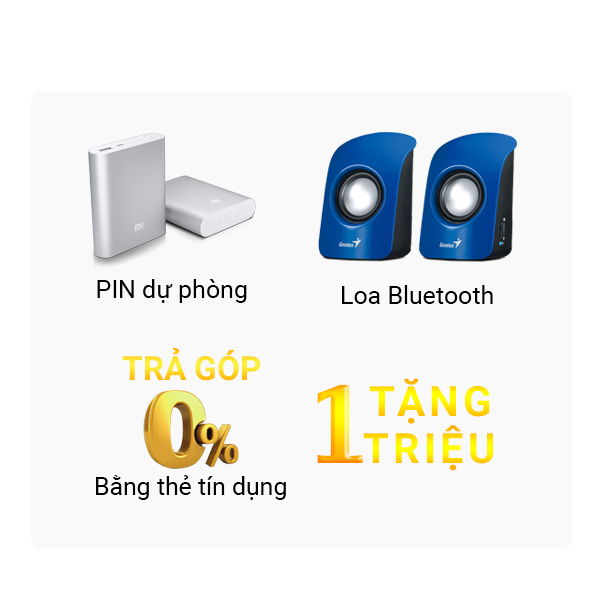 mi
PIN dự phòng
Genius
Genius
Loa Bluetooth
TRẢ GÓP
0%
Bằng thẻ tín dụng
1 TẶNG
TRIỆU